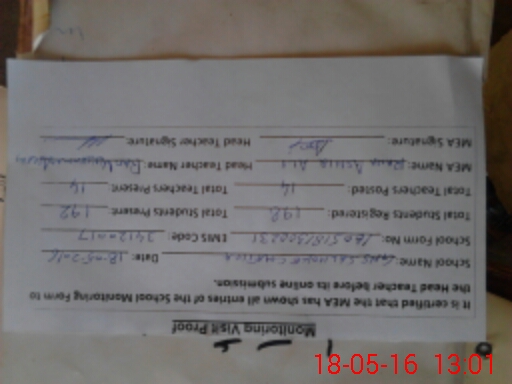 Monitoring Visit Proof
It is certified that the MEA has shown all entries of the School Monitoring Form to
the Head Teacher before its online submission.
School Name: Date: 18-05-2016
School Form No: EMIS Code:
Total Students Registered: 198 Total Students Present: 192
Total Teachers Posted: 14 Total Teachers Present: 14
MEA Name: Head Teacher Name:
MEA Signature: Head Teacher Signature:
18-05-16 13:01